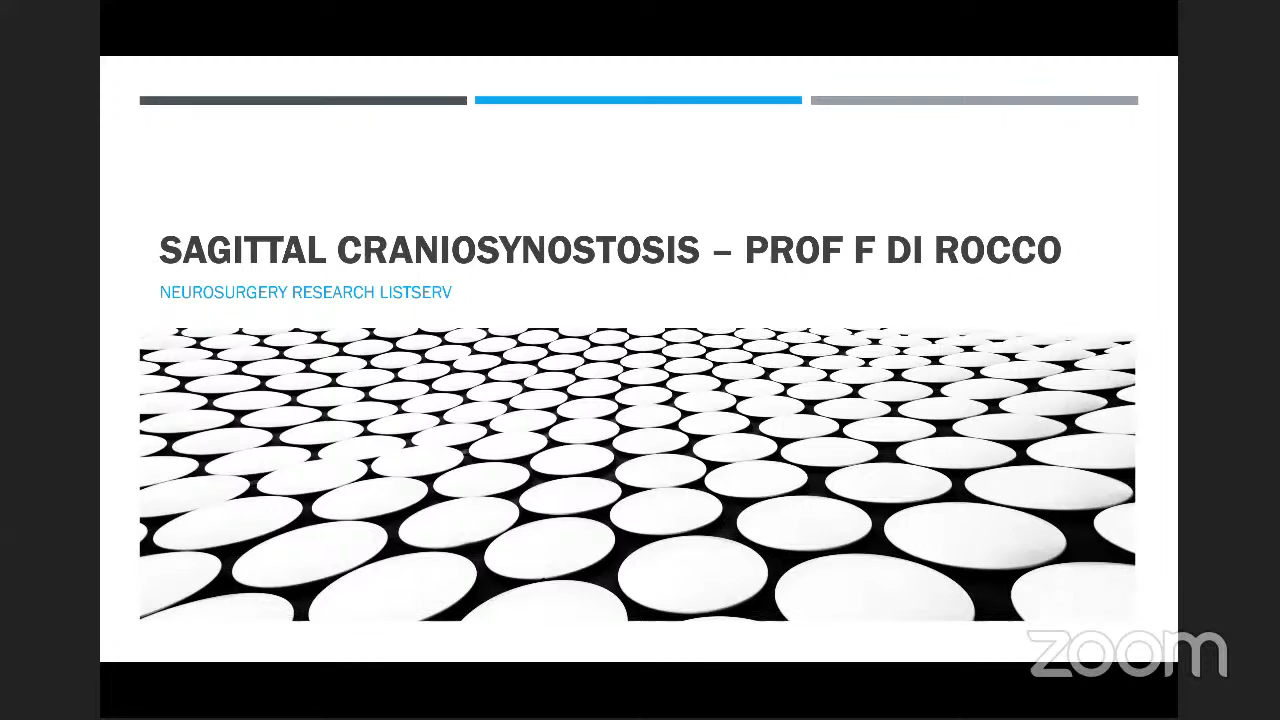 SAGITTAL CRANIOSYNOSTOSIS – PROF F DI ROCCO
NEUROSURGERY RESEARCH LISTSERV
zoom